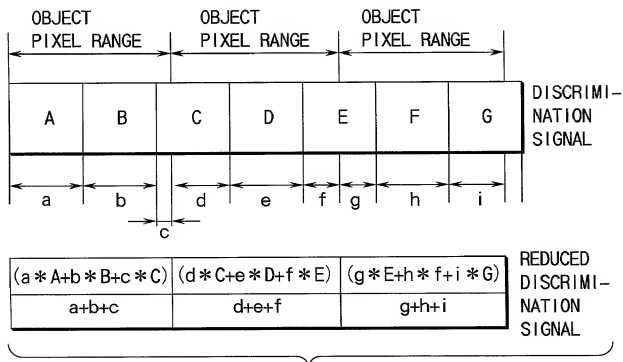 OBJECT PIXEL RANGE
OBJECT PIXEL RANGE
OBJECT PIXEL RANGE
A B C D E F G
DISCRIMI-
NATION
SIGNAL
a b d e f g h i
c
(a*A+b*B+c*C) (d*C+e*D+f*E) (g*E+h*f+i*G)
a+b+c d+e+f g+h+i
REDUCED
DISCRIMI-
NATION
SIGNAL